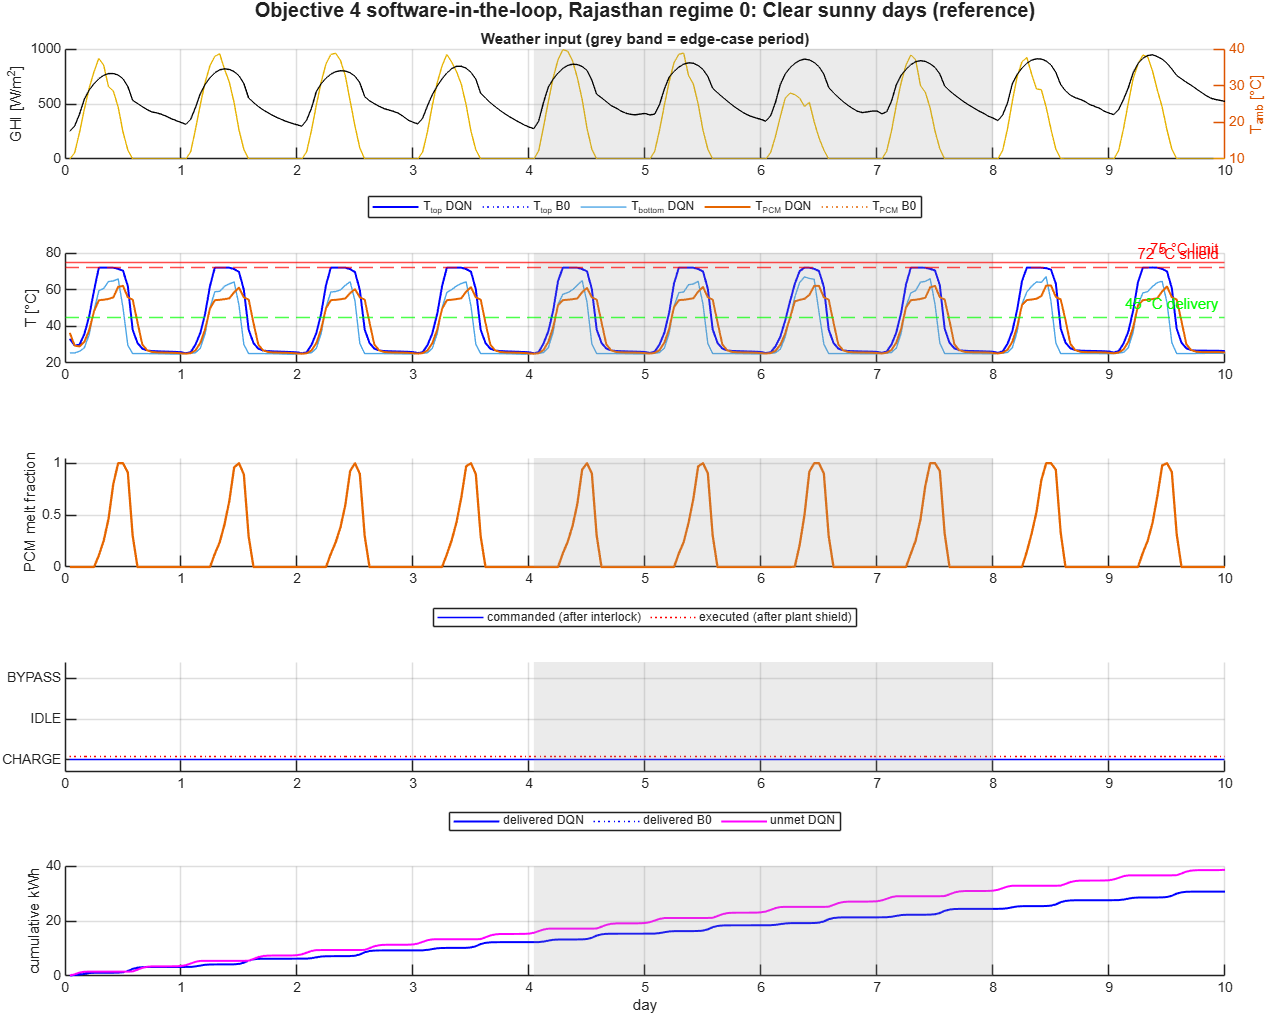 Objective 4 software-in-the-loop, Rajasthan regime 0: Clear sunny days (reference)
Weather input (grey band = edge-case period)
GHI [W/m²]
1000
500
0
T_amb [°C]
40
30
20
10
0 1 2 3 4 5 6 7 8 9 10
T_top DQN T_top B0 T_bottom DQN T_PCM DQN T_PCM B0
T [°C]
80
60
40
20
75 °C limit
72 °C shield
45 °C delivery
0 1 2 3 4 5 6 7 8 9 10
PCM melt fraction
1
0.5
0
0 1 2 3 4 5 6 7 8 9 10
commanded (after interlock) executed (after plant shield)
BYPASS
IDLE
CHARGE
0 1 2 3 4 5 6 7 8 9 10
delivered DQN delivered B0 unmet DQN
cumulative kWh
40
20
0
0 1 2 3 4 5 6 7 8 9 10
day